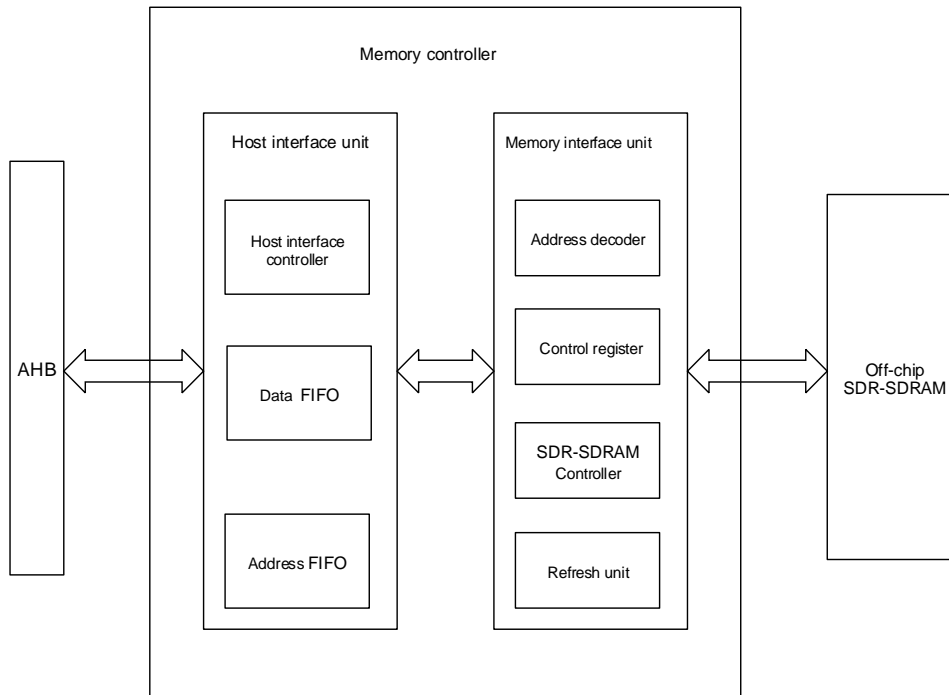 Memory controller
Host interface unit
Memory interface unit
Host interface
controller
Address decoder
AHB
Data FIFO
Control register
Off-chip
SDR-SDRAM
SDR-SDRAM
Controller
Address FIFO
Refresh unit